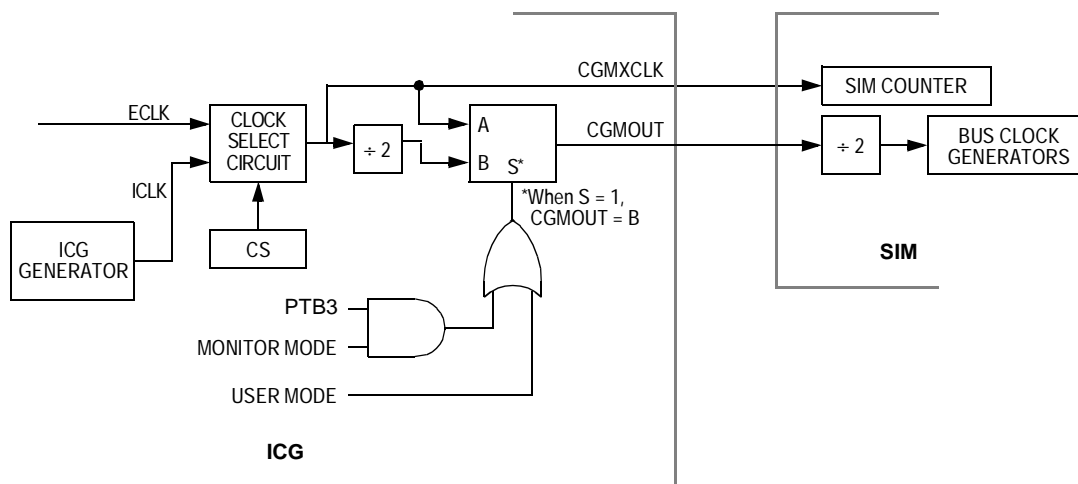 CGMXCLK
SIM COUNTER
ECLK
CLOCK
SELECT
CIRCUIT
A
CGMOUT
÷ 2
÷ 2
BUS CLOCK
GENERATORS
B
S*
ICLK
*When S = 1,
CGMOUT = B
ICG
GENERATOR
CS
SIM
PTB3
MONITOR MODE
USER MODE
ICG